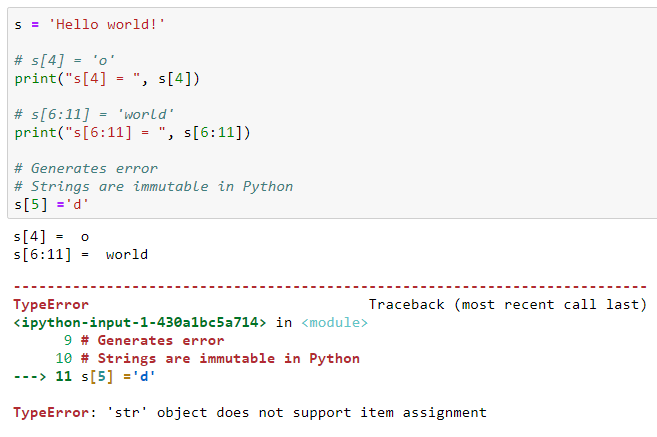 s = 'Hello world!'
# s[4] = 'o'
print("s[4] = ", s[4])
# s[6:11] = 'world'
print("s[6:11] = ", s[6:11])
# Generates error
# Strings are immutable in Python
s[5] ='d'
s[4] =  o
s[6:11] =  world
---------------------------------------------------------------------------
TypeError                                 Traceback (most recent call last)
<ipython-input-1-430a1bc5a714> in <module>
      9 # Generates error
     10 # Strings are immutable in Python
---> 11 s[5] ='d'
TypeError: 'str' object does not support item assignment